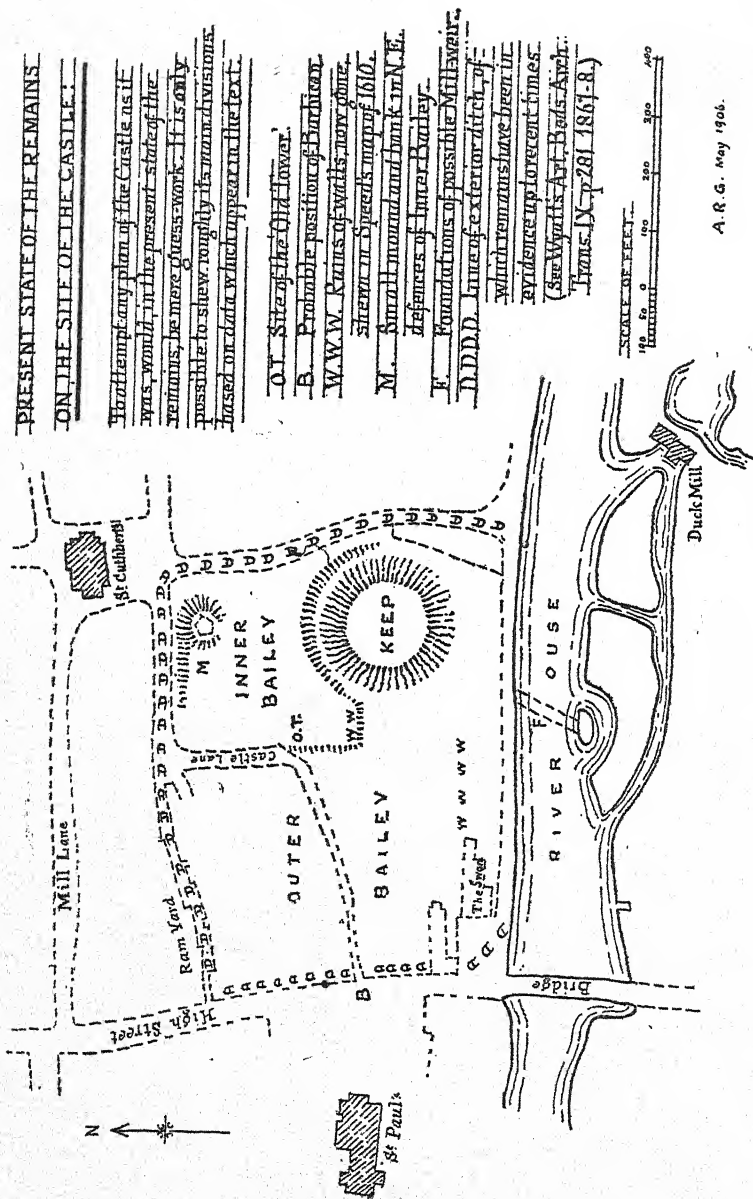 PRESENT STATE OF THE REMAINS
ON THE SITE OF THE CASTLE:
To attempt any plan of the Castle as it
was, would, in the present state of the
remains, be mere guess-work. It is only
possible to shew roughly its main divisions
based on data which appear in the text.
O.T. Site of the 'Old Tower'
B. Probable position of Barbican
W.W.W. Ruins of walls, now gone,
shewn in Speed's map of 1610.
M. Small mound and bank in N.E.
defences of Inner Bailey
F. Foundations of possible Mill-weir.
D.D.D.D. Line of exterior ditch, of
which remains have been in
evidence up to recent times
(See Wyatt's Art. Beds Arch:
Trans. IX p 281 1867-8.)
SCALE OF FEET
100 50 0 100 200 300 400
A.R.G. May 1906.
N
Mill Lane
St Cuthberts
High Street
Ram Yard
D D D D D D D D D D D D D
M
INNER
BAILEY
Castle Lane
O.T.
W W
KEEP
OUTER
BAILEY
B
W W W W
The Swan
D D D
St Paul's
Bridge
RIVER OUSE
F
Duck Mill